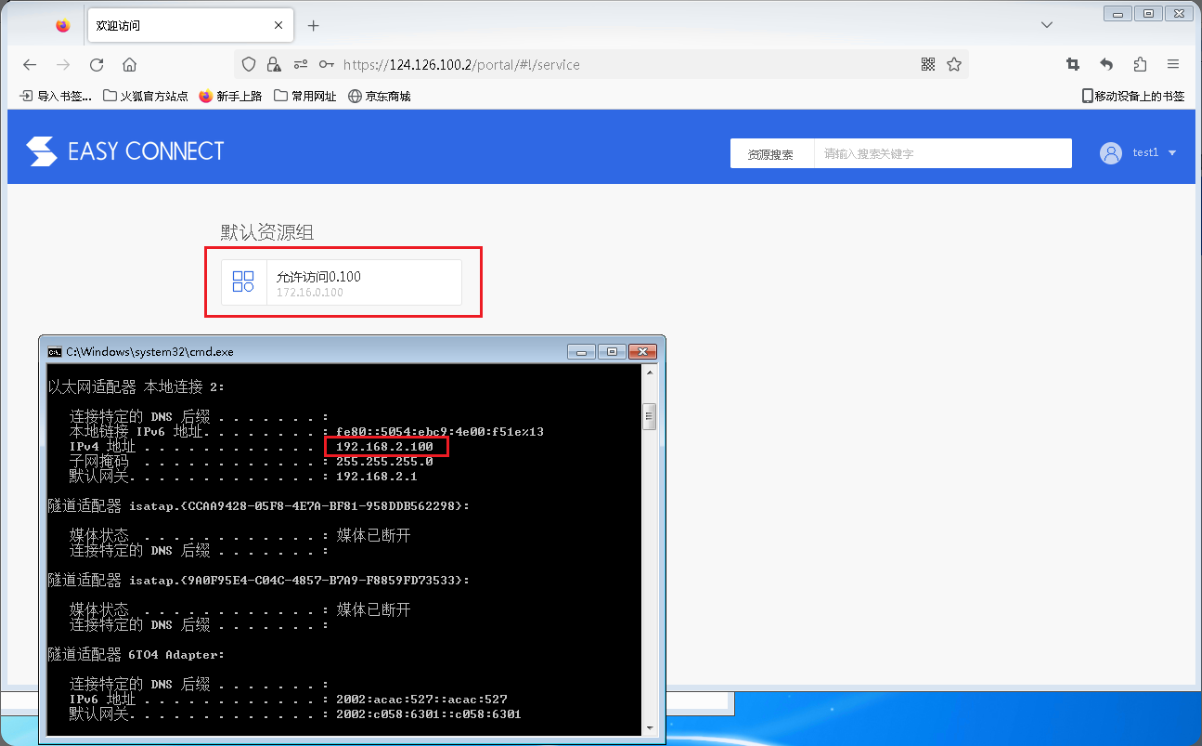 欢迎访问
https://124.126.100.2/portal/#!/service
导入书签...
火狐官方站点
新手上路
常用网址
京东商城
移动设备上的书签
EASY CONNECT
资源搜索
请输入搜索关键字
test1
默认资源组
允许访问0.100
172.16.0.100
C:\Windows\system32\cmd.exe
以太网适配器 本地连接 2:
连接特定的 DNS 后缀 . . . . . . . :
本地链接 IPv6 地址. . . . . . . . : fe80::5054:ebc9:4e00:f51e%13
IPv4 地址 . . . . . . . . . . . . : 192.168.2.100
子网掩码 . . . . . . . . . . . . : 255.255.255.0
默认网关. . . . . . . . . . . . . : 192.168.2.1
隧道适配器 isatap.{CCAA9428-05F8-4E7A-BF81-958DDB562298}:
媒体状态 . . . . . . . . . . . . : 媒体已断开
连接特定的 DNS 后缀 . . . . . . . :
隧道适配器 isatap.{9A0F95E4-C04C-4857-B7A9-F8859FD73533}:
媒体状态 . . . . . . . . . . . . : 媒体已断开
连接特定的 DNS 后缀 . . . . . . . :
隧道适配器 6TO4 Adapter:
连接特定的 DNS 后缀 . . . . . . . :
IPv6 地址 . . . . . . . . . . . . : 2002:acac:527::acac:527
默认网关. . . . . . . . . . . . . : 2002:c058:6301::c058:6301